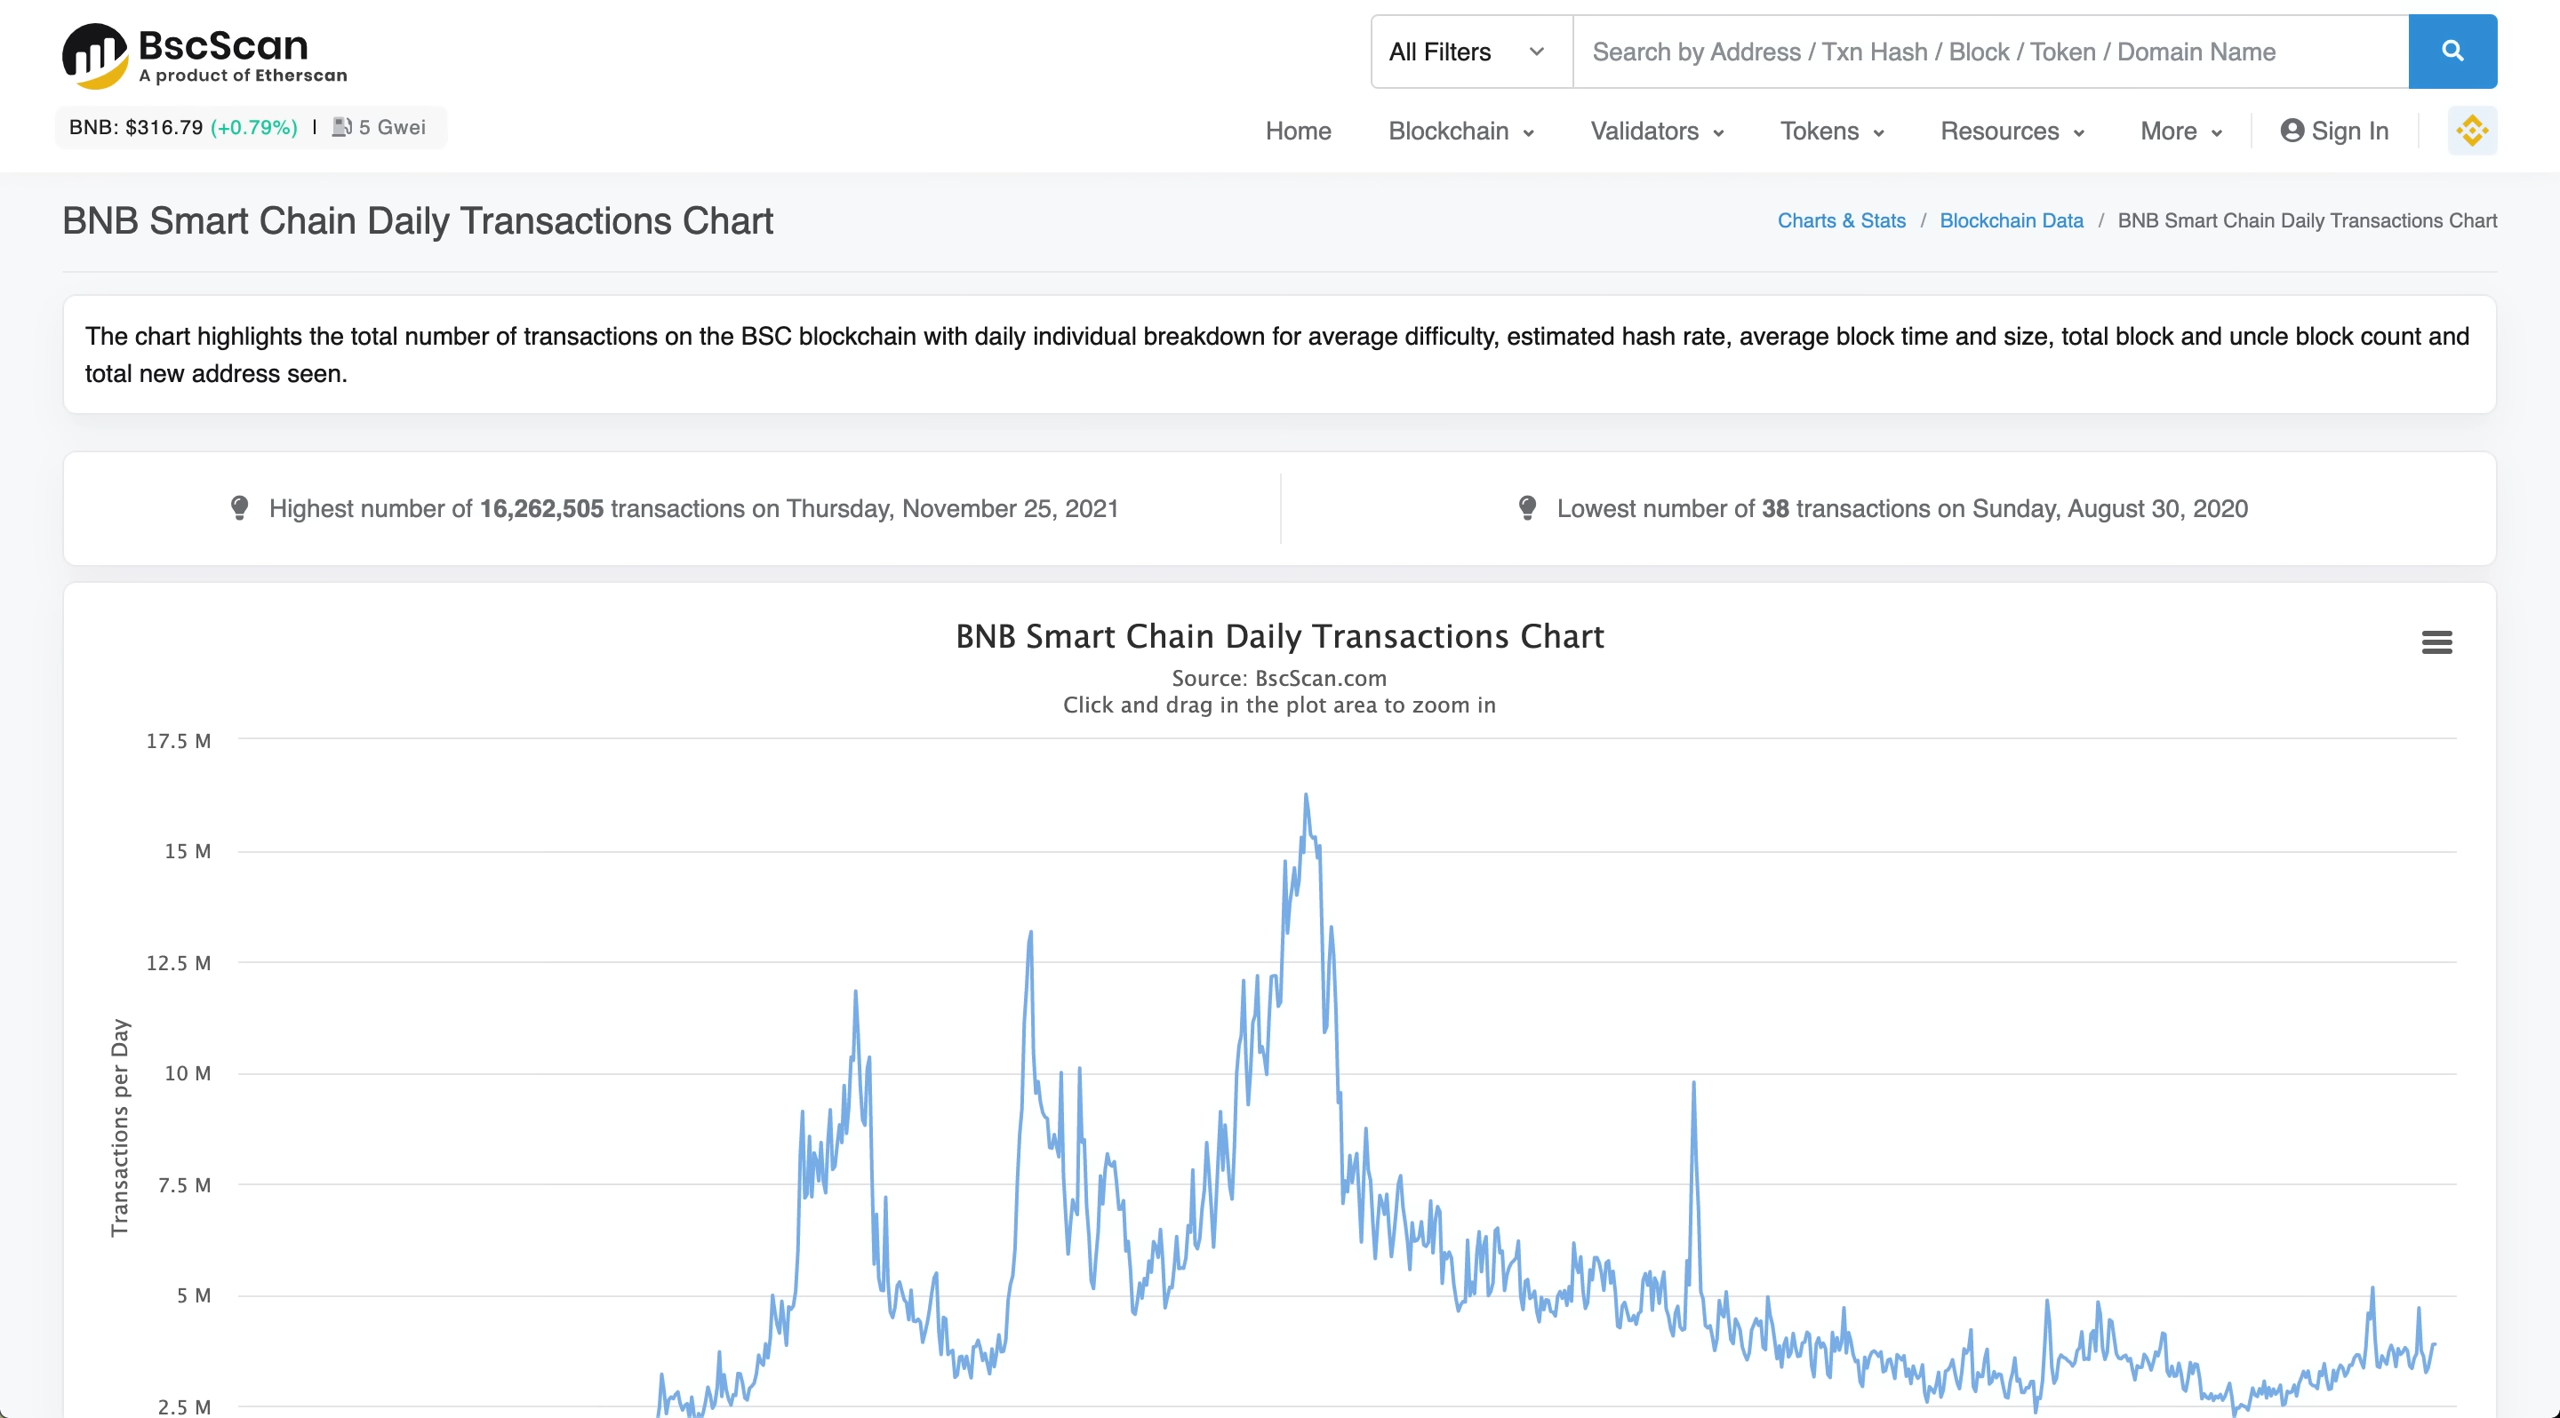 BscScan
A product of Etherscan
All Filters
Search by Address / Txn Hash / Block / Token / Domain Name
BNB: $316.79 (+0.79%) | 5 Gwei
Home
Blockchain
Validators
Tokens
Resources
More
Sign In
BNB Smart Chain Daily Transactions Chart
Charts & Stats / Blockchain Data / BNB Smart Chain Daily Transactions Chart
The chart highlights the total number of transactions on the BSC blockchain with daily individual breakdown for average difficulty, estimated hash rate, average block time and size, total block and uncle block count and
total new address seen.
Highest number of 16,262,505 transactions on Thursday, November 25, 2021
Lowest number of 38 transactions on Sunday, August 30, 2020
BNB Smart Chain Daily Transactions Chart
Source: BscScan.com
Click and drag in the plot area to zoom in
Transactions per Day
17.5 M
15 M
12.5 M
10 M
7.5 M
5 M
2.5 M